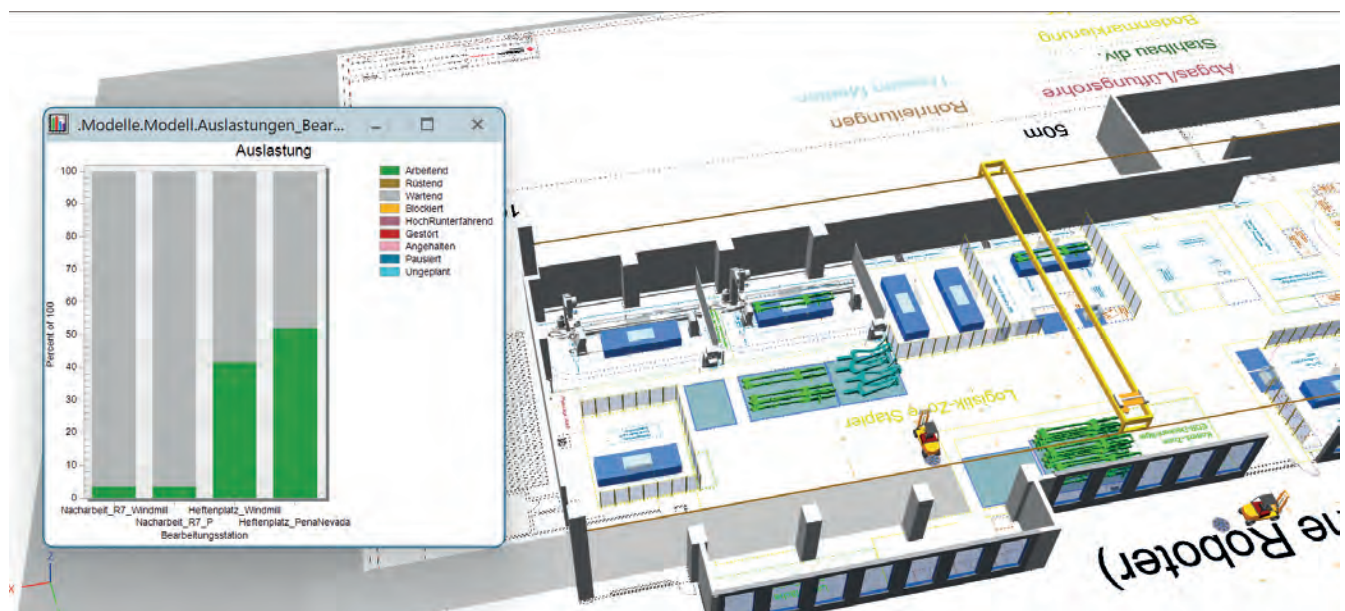 .Modelle.Modell.Auslastungen_Bear...
Auslastung
Percent of 100
100
90
80
70
60
50
40
30
20
10
0
Nacharbeit_R7_Windmill
Heftenplatz_Windmill
Nacharbeit_R7_P
Heftenplatz_PenaNevada
Bearbeitungsstation
Arbeitend
Rüstend
Wartend
Blockiert
HochRunterfahrend
Gestört
Angehalten
Pausiert
Ungeplant
Bodenmarkierung
Stahlbau div.
Abgas/Lüftungsrohre
Rohrleitungen
50m
Stapler
ne Roboter)
Z
X